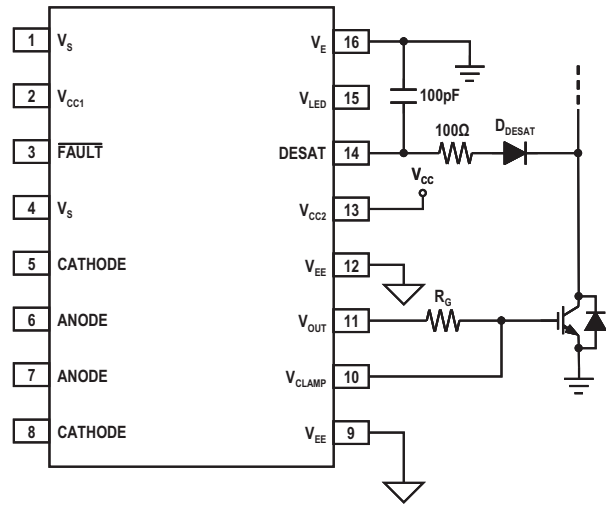 1 V_S
2 V_CC1
3 FAULT
4 V_S
5 CATHODE
6 ANODE
7 ANODE
8 CATHODE
V_E 16
V_LED 15
DESAT 14
V_CC2 13
V_EE 12
V_OUT 11
V_CLAMP 10
V_EE 9
100pF
100Ω
D_DESAT
V_CC
R_G